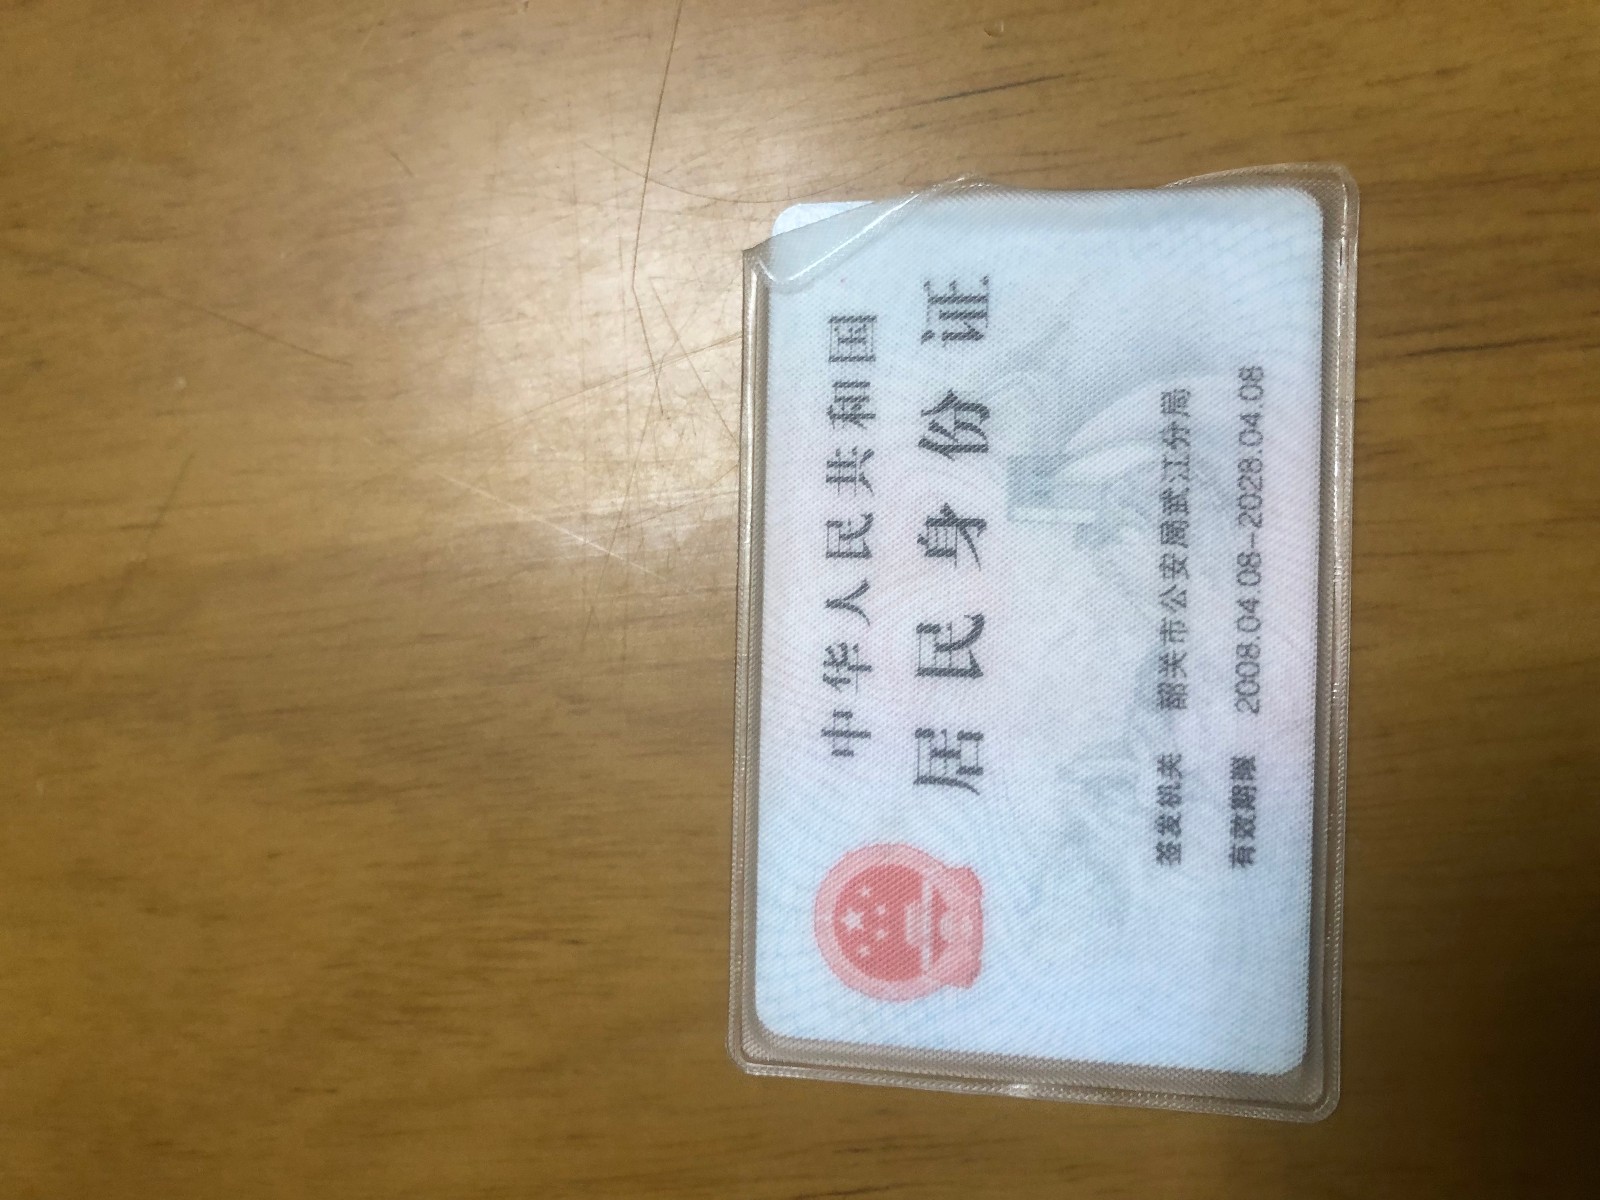 中华人民共和国
居民身份证
签发机关 韶关市公安局武江分局
有效期限 2008.04.08-2028.04.08